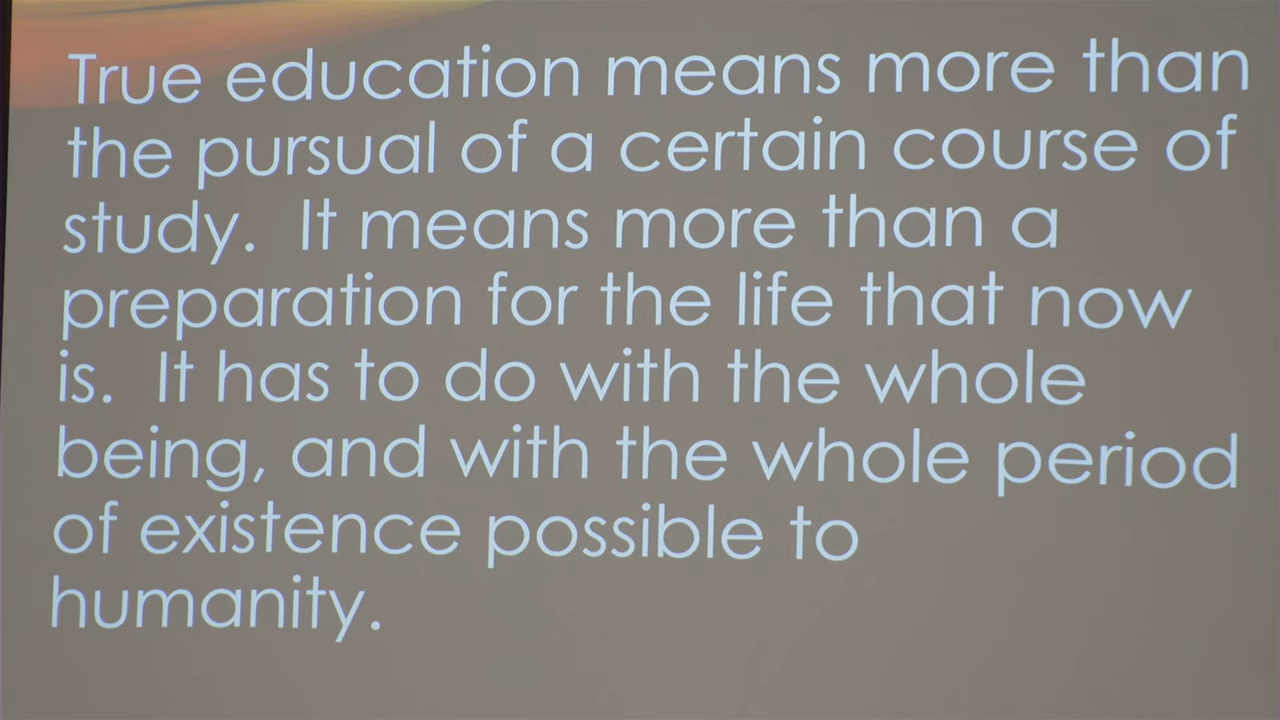 True education means more than
the pursual of a certain course of
study.  It means more than a
preparation for the life that now
is.  It has to do with the whole
being, and with the whole period
of existence possible to
humanity.